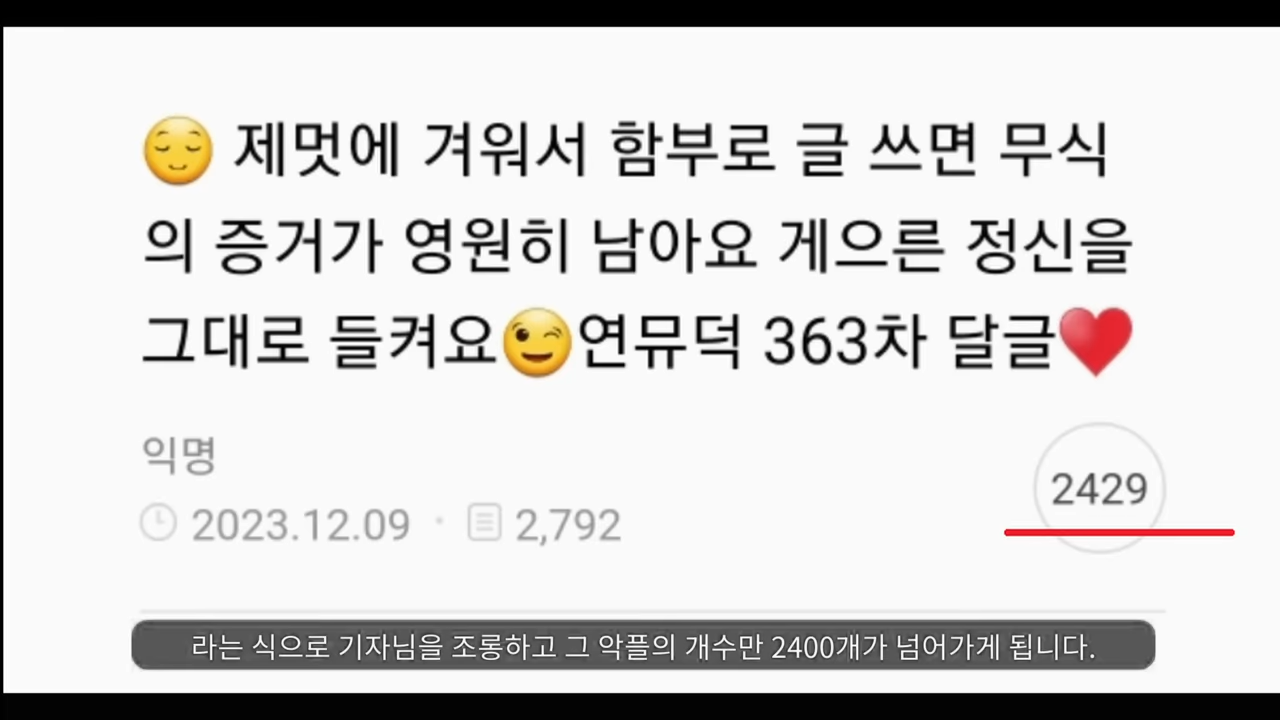 😌 제멋에 겨워서 함부로 글 쓰면 무식
의 증거가 영원히 남아요 게으른 정신을
그대로 들켜요😉연뮤덕 363차 달글♥️
익명
2023.12.09 · 2,792
2429
라는 식으로 기자님을 조롱하고 그 악플의 개수만 2400개가 넘어가게 됩니다.